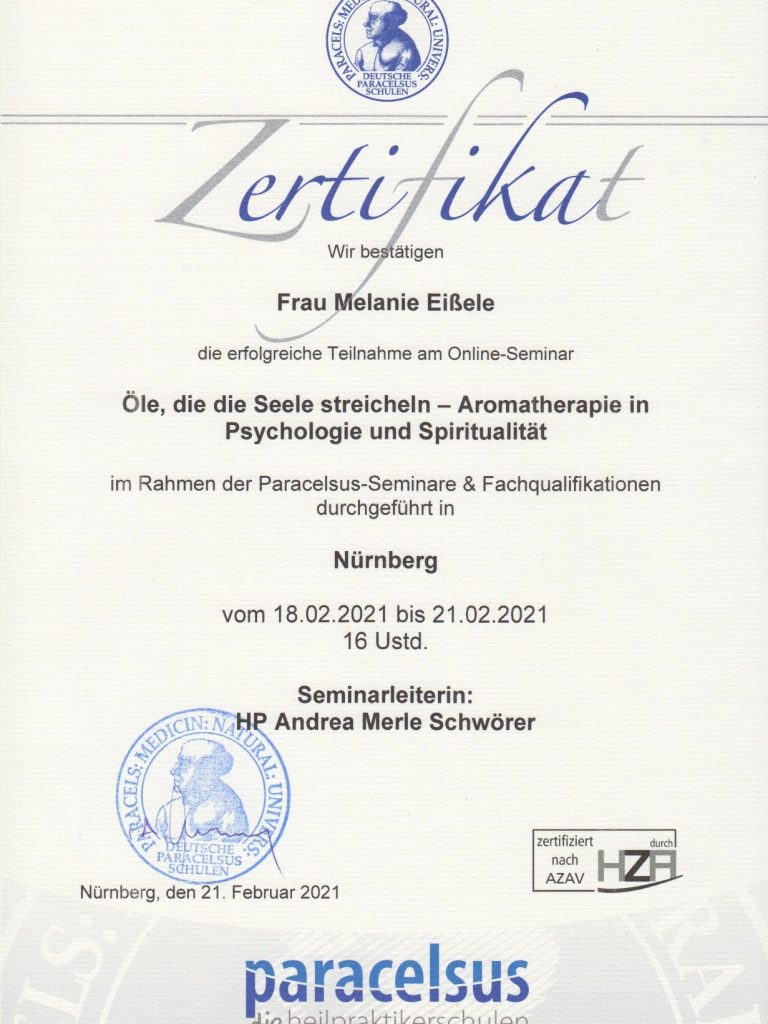 PARACELS: MEDICIN: NATURAL: UNIVERS:
DEUTSCHE
PARACELSUS
SCHULEN
Zertifikat
Wir bestätigen
Frau Melanie Eißele
die erfolgreiche Teilnahme am Online-Seminar
Öle, die die Seele streicheln – Aromatherapie in
Psychologie und Spiritualität
im Rahmen der Paracelsus-Seminare & Fachqualifikationen
durchgeführt in
Nürnberg
vom 18.02.2021 bis 21.02.2021
16 Ustd.
Seminarleiterin:
HP Andrea Merle Schwörer
PARACELS: MEDICIN: NATURAL: UNIVERS:
DEUTSCHE
PARACELSUS
SCHULEN
zertifiziert
nach
AZAV
durch
HZA
Nürnberg, den 21. Februar 2021
paracelsus
die heilpraktikerschulen